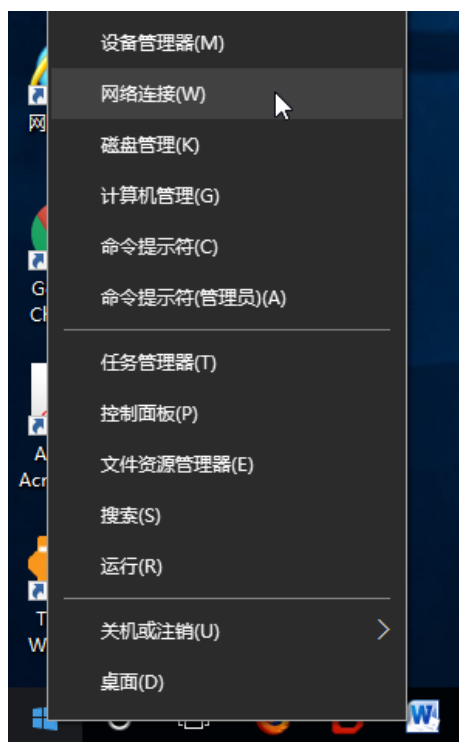 设备管理器(M)
网络连接(W)
磁盘管理(K)
计算机管理(G)
命令提示符(C)
命令提示符(管理员)(A)
任务管理器(T)
控制面板(P)
文件资源管理器(E)
搜索(S)
运行(R)
关机或注销(U)
桌面(D)
网
G
Ch
A
Acr
T
W
W